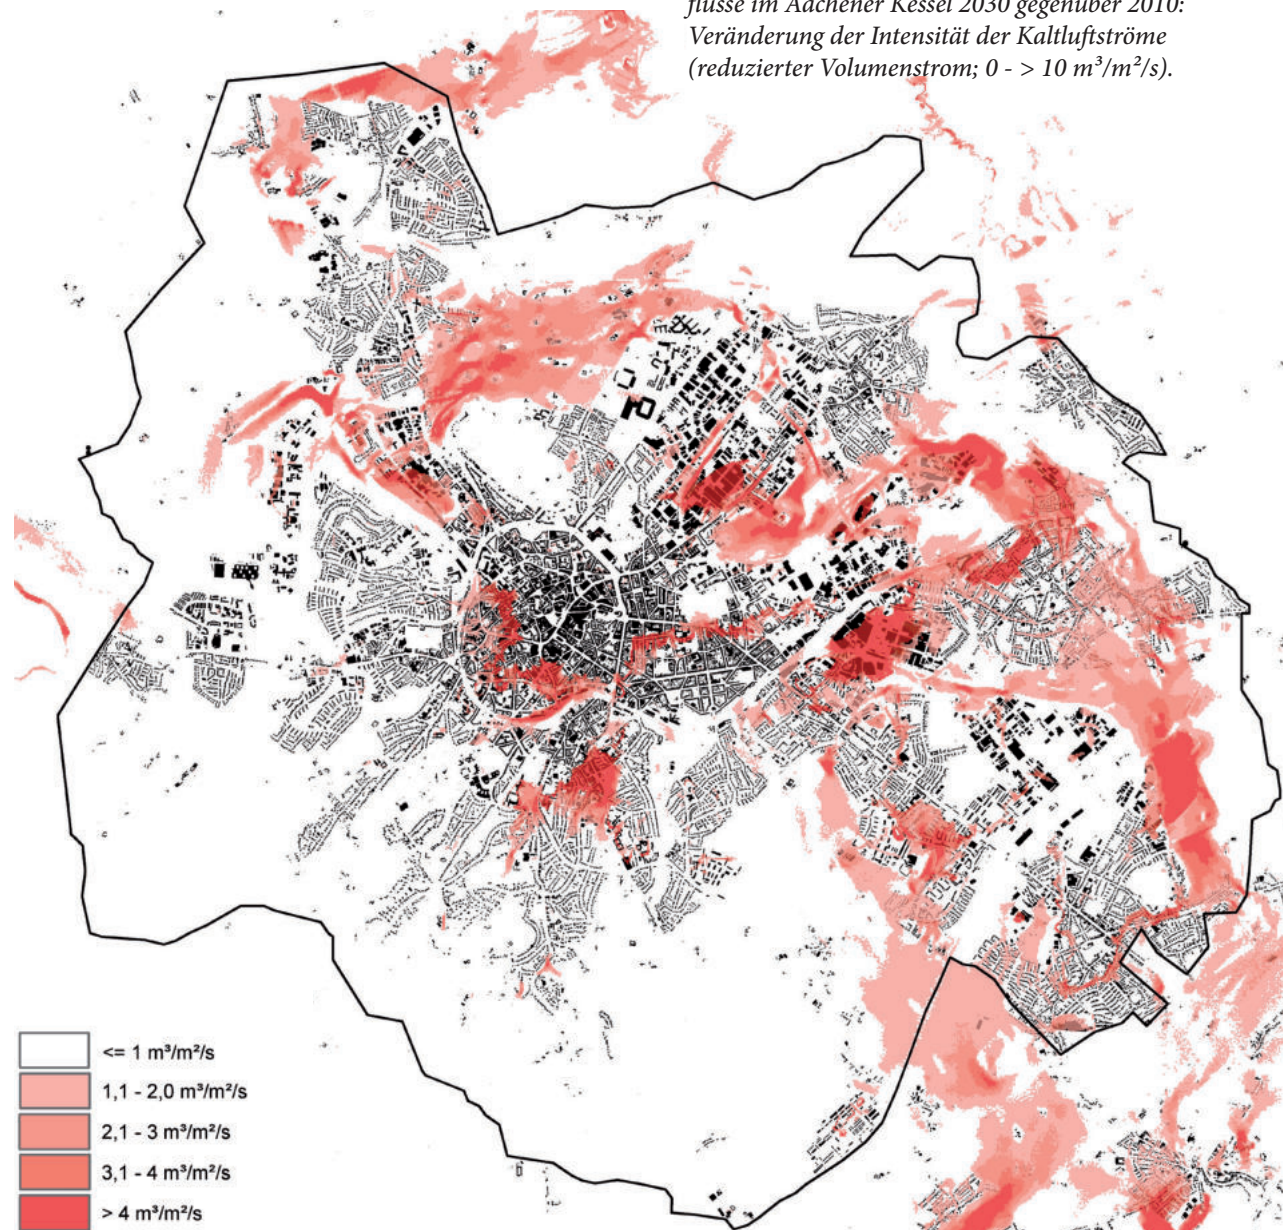 flüsse im Aachener Kessel 2030 gegenüber 2010:
Veränderung der Intensität der Kaltluftströme
(reduzierter Volumenstrom; 0 - > 10 m³/m²/s).
<= 1 m³/m²/s
1,1 - 2,0 m³/m²/s
2,1 - 3 m³/m²/s
3,1 - 4 m³/m²/s
> 4 m³/m²/s